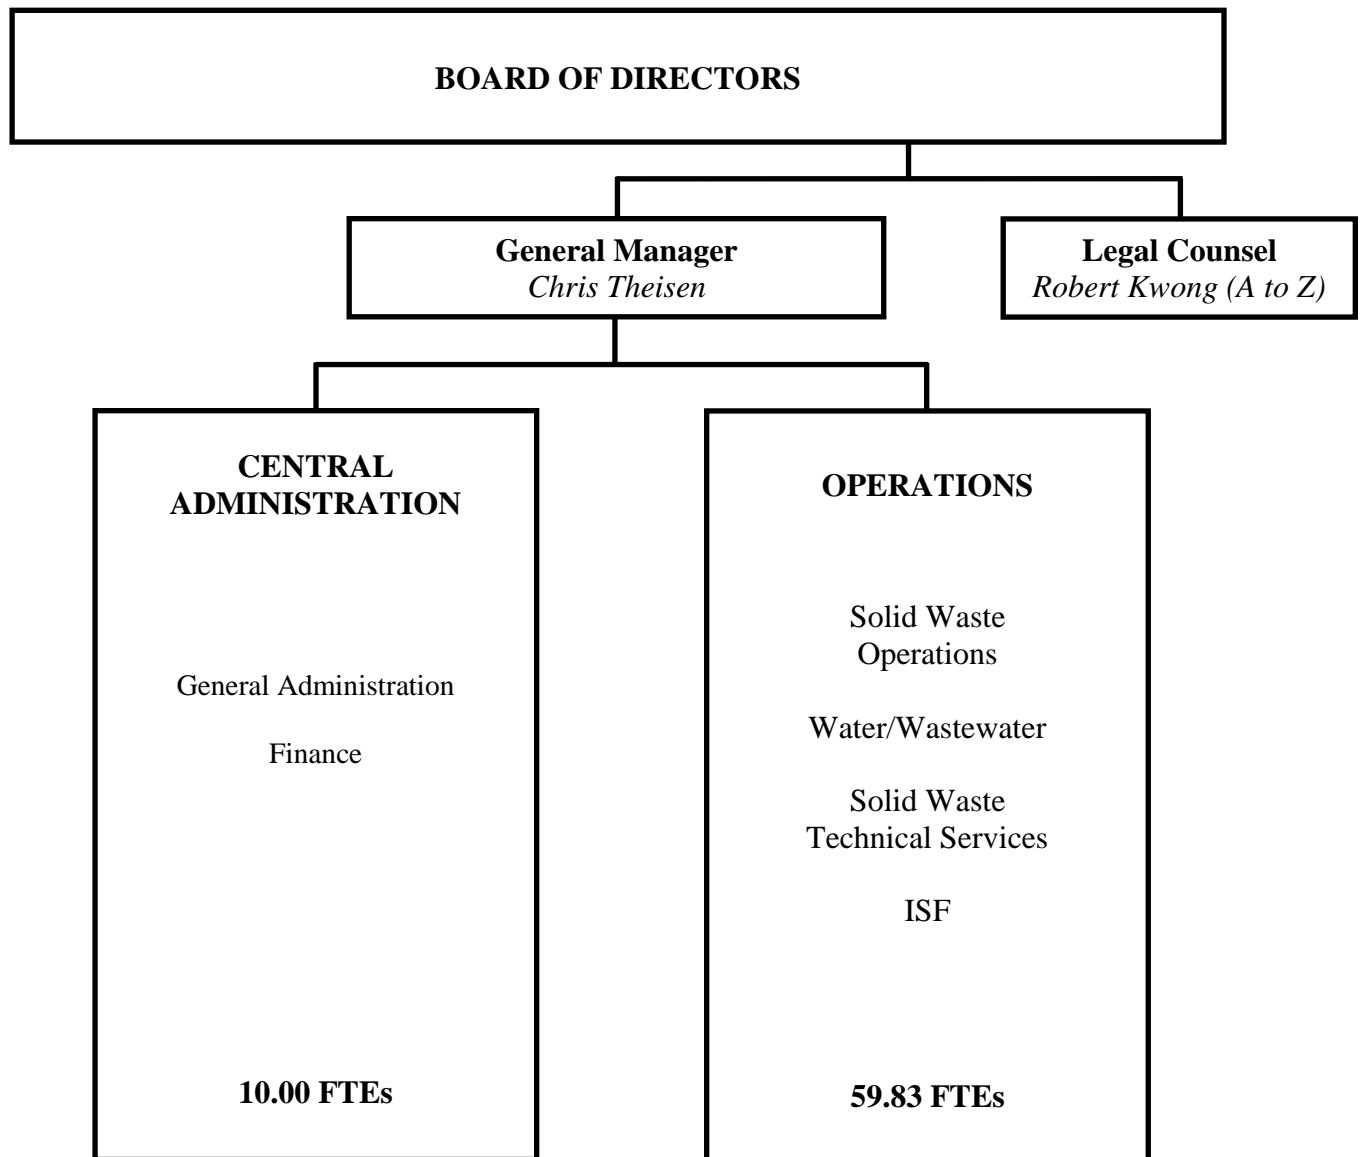 BOARD OF DIRECTORS
General Manager
Chris Theisen
Legal Counsel
Robert Kwong (A to Z)
CENTRAL
ADMINISTRATION
General Administration
Finance
10.00 FTEs
OPERATIONS
Solid Waste
Operations
Water/Wastewater
Solid Waste
Technical Services
ISF
59.83 FTEs